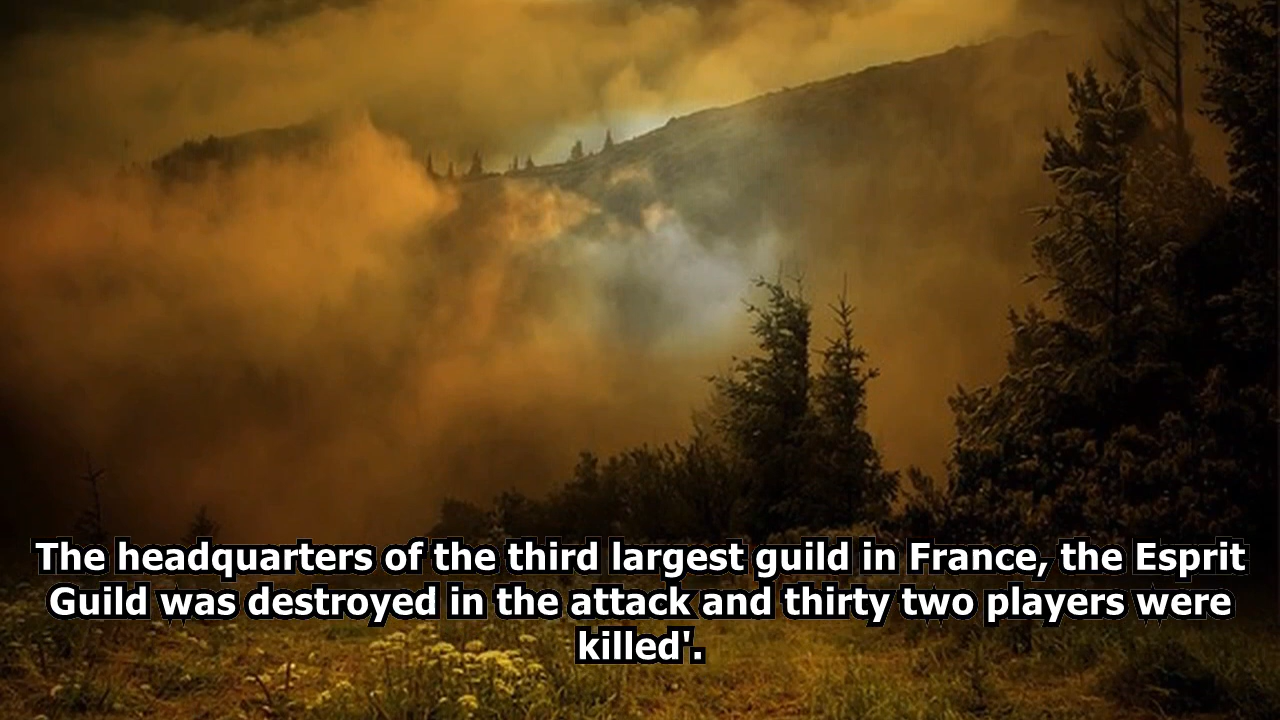 The headquarters of the third largest guild in France, the Esprit
Guild was destroyed in the attack and thirty two players were
killed'.